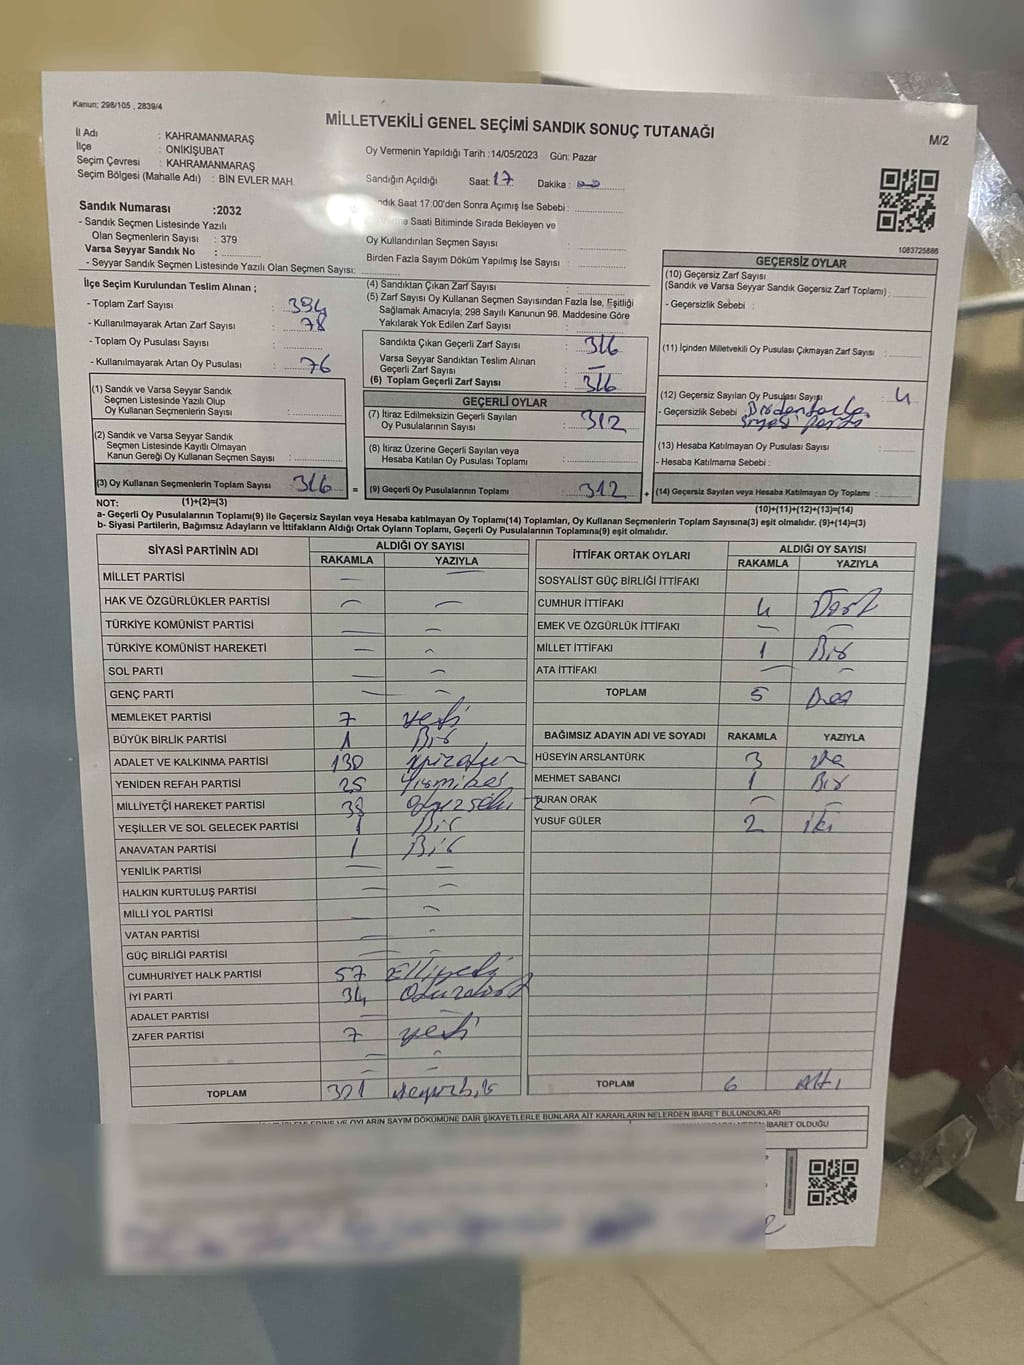 Kanun; 298/105 , 2839/4
MİLLETVEKİLİ GENEL SEÇİMİ SANDIK SONUÇ TUTANAĞI
M/2
İl Adı : KAHRAMANMARAŞ
İlçe : ONİKİŞUBAT
Seçim Çevresi : KAHRAMANMARAŞ
Seçim Bölgesi (Mahalle Adı) : BİN EVLER MAH.
Oy Vermenin Yapıldığı Tarih :14/05/2023 Gün: Pazar
Sandığın Açıldığı Saat: 17 Dakika :
Sandık Numarası :2032
- Sandık Seçmen Listesinde Yazılı
Olan Seçmenlerin Sayısı : 379
Varsa Seyyar Sandık No :
- Seyyar Sandık Seçmen Listesinde Yazılı Olan Seçmen Sayısı:
ndık Saat 17:00'den Sonra Açımış İse Sebebi :
Saati Bitiminde Sırada Bekleyen ve
Oy Kullandırılan Seçmen Sayısı :
Birden Fazla Sayım Döküm Yapılmış İse Sayısı :
1083725886
İlçe Seçim Kurulundan Teslim Alınan ;
- Toplam Zarf Sayısı : 394
- Kullanılmayarak Artan Zarf Sayısı : 78
- Toplam Oy Pusulası Sayısı :
- Kullanılmayarak Artan Oy Pusulası : 76
(1) Sandık ve Varsa Seyyar Sandık
Seçmen Listesinde Yazılı Olup
Oy Kullanan Seçmenlerin Sayısı :
(2) Sandık ve Varsa Seyyar Sandık
Seçmen Listesinde Kayıtlı Olmayan
Kanun Gereği Oy Kullanan Seçmen Sayısı :
(3) Oy Kullanan Seçmenlerin Toplam Sayısı : 316
(4) Sandıktan Çıkan Zarf Sayısı :
(5) Zarf Sayısı Oy Kullanan Seçmen Sayısından Fazla İse, Eşitliği
Sağlamak Amacıyla; 298 Sayılı Kanunun 98. Maddesine Göre
Yakılarak Yok Edilen Zarf Sayısı :
Sandıkta Çıkan Geçerli Zarf Sayısı : 316
Varsa Seyyar Sandıktan Teslim Alınan
Geçerli Zarf Sayısı : —
(6) Toplam Geçerli Zarf Sayısı : 316
GEÇERLİ OYLAR
(7) İtiraz Edilmeksizin Geçerli Sayılan
Oy Pusulalarının Sayısı : 312
(8) İtiraz Üzerine Geçerli Sayılan veya
Hesaba Katılan Oy Pusulası Toplamı :
= (9) Geçerli Oy Pusulalarının Toplamı : 312 +
GEÇERSİZ OYLAR
(10) Geçersiz Zarf Sayısı
(Sandık ve Varsa Seyyar Sandık Geçersiz Zarf Toplamı) :
- Geçersizlik Sebebi :
(11) İçinden Milletvekili Oy Pusulası Çıkmayan Zarf Sayısı :
(12) Geçersiz Sayılan Oy Pusulası Sayısı : 4
- Geçersizlik Sebebi : Birden fazla
(13) Hesaba Katılmayan Oy Pusulası Sayısı :
- Hesaba Katılmama Sebebi :
(14) Geçersiz Sayılan veya Hesaba Katılmayan Oy Pusulası Toplamı :
NOT: (1)+(2)=(3)
(10)+(11)+(12)+(13)=(14)
a- Geçerli Oy Pusulalarının Toplamı(9) ile Geçersiz Sayılan veya Hesaba katılmayan Oy Toplamı(14) Toplamları, Oy Kullanan Seçmenlerin Toplam Sayısına(3) eşit olmalıdır. (9)+(14)=(3)
b- Siyasi Partilerin, Bağımsız Adayların ve İttifakların Aldığı Ortak Oyların Toplamı, Geçerli Oy Pusulalarının Toplamına(9) eşit olmalıdır.
SİYASİ PARTİNİN ADI ALDIĞI OY SAYISI
RAKAMLA YAZIYLA
MİLLET PARTİSİ — —
HAK VE ÖZGÜRLÜKLER PARTİSİ — —
TÜRKİYE KOMÜNİST PARTİSİ — —
TÜRKİYE KOMÜNİST HAREKETİ — —
SOL PARTİ — —
GENÇ PARTİ — —
MEMLEKET PARTİSİ 7 yedi
BÜYÜK BİRLİK PARTİSİ 1 Bir
ADALET VE KALKINMA PARTİSİ 130
YENİDEN REFAH PARTİSİ 25 Yirmibeş
MİLLİYETÇİ HAREKET PARTİSİ 38 Otuzsekiz
YEŞİLLER VE SOL GELECEK PARTİSİ 1 Bir
ANAVATAN PARTİSİ 1 Bir
YENİLİK PARTİSİ — —
HALKIN KURTULUŞ PARTİSİ — —
MİLLİ YOL PARTİSİ — —
VATAN PARTİSİ — —
GÜÇ BİRLİĞİ PARTİSİ — —
CUMHURİYET HALK PARTİSİ 57 Elliyedi
İYİ PARTİ 34 Otuzdört
ADALET PARTİSİ — —
ZAFER PARTİSİ 7 yedi
TOPLAM 301
İTTİFAK ORTAK OYLARI ALDIĞI OY SAYISI
RAKAMLA YAZIYLA
SOSYALİST GÜÇ BİRLİĞİ İTTİFAKI
CUMHUR İTTİFAKI 4 Dört
EMEK VE ÖZGÜRLÜK İTTİFAKI — —
MİLLET İTTİFAKI 1 Bir
ATA İTTİFAKI — —
TOPLAM 5 Beş
BAĞIMSIZ ADAYIN ADI VE SOYADI RAKAMLA YAZIYLA
HÜSEYİN ARSLANTÜRK 3 Üç
MEHMET SABANCI 1 Bir
TURAN ORAK — —
YUSUF GÜLER 2 iki
TOPLAM 6 Altı
OYLARIN SAYIM DÖKÜMÜNE DAİR ŞİKAYETLERLE BUNLARA AİT KARARLARIN NELERDEN İBARET BULUNDUKLARI
İBARET OLDUĞU